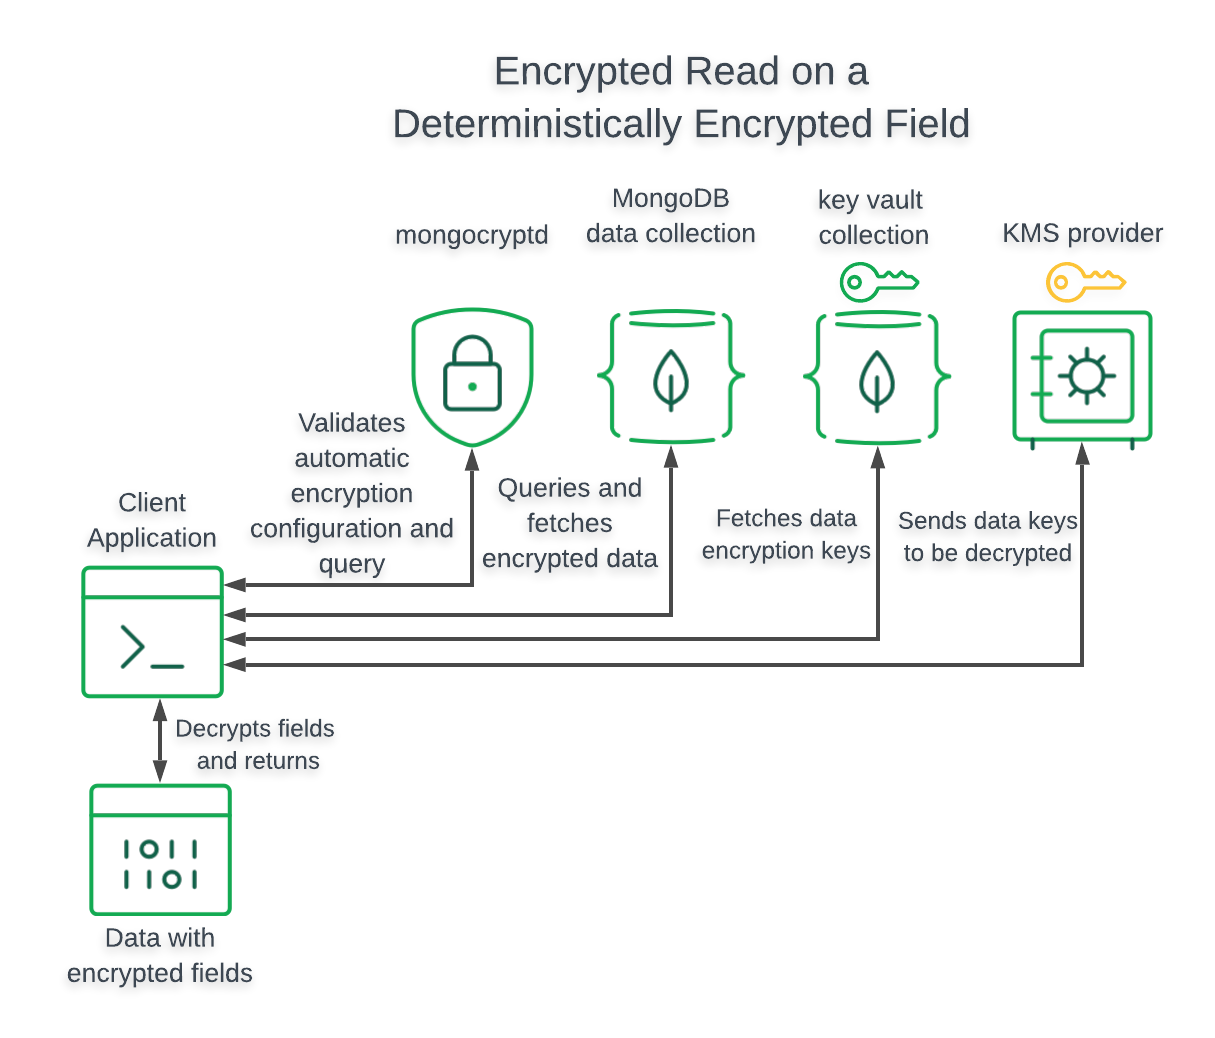 Encrypted Read on a
Deterministically Encrypted Field
mongocryptd
MongoDB
data collection
key vault
collection
KMS provider
Validates
automatic
encryption
configuration and
query
Queries and
fetches
encrypted data
Fetches data
encryption keys
Sends data keys
to be decrypted
Client
Application
>_
Decrypts fields
and returns
1011
1101
Data with
encrypted fields